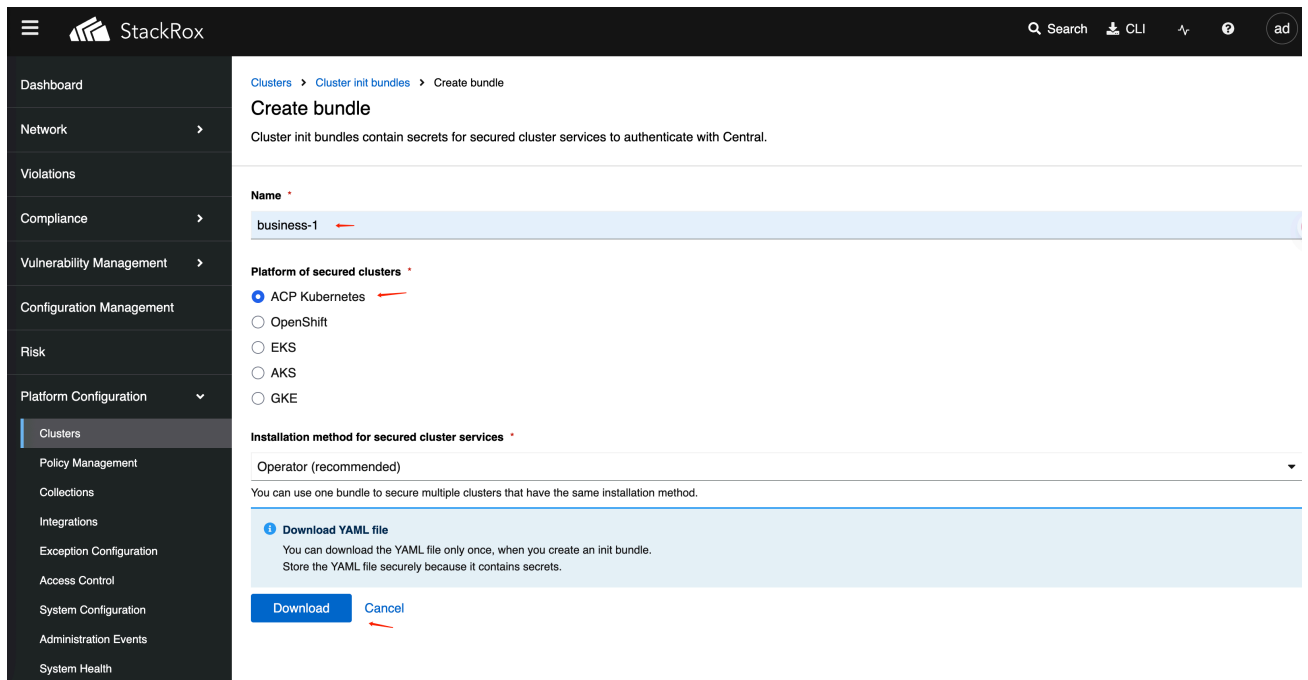 StackRox
Search
CLI
ad
Dashboard
Network
Violations
Compliance
Vulnerability Management
Configuration Management
Risk
Platform Configuration
Clusters
Policy Management
Collections
Integrations
Exception Configuration
Access Control
System Configuration
Administration Events
System Health
Clusters > Cluster init bundles > Create bundle
Create bundle
Cluster init bundles contain secrets for secured cluster services to authenticate with Central.
Name *
business-1
Platform of secured clusters *
ACP Kubernetes
OpenShift
EKS
AKS
GKE
Installation method for secured cluster services *
Operator (recommended)
You can use one bundle to secure multiple clusters that have the same installation method.
Download YAML file
You can download the YAML file only once, when you create an init bundle.
Store the YAML file securely because it contains secrets.
Download Cancel